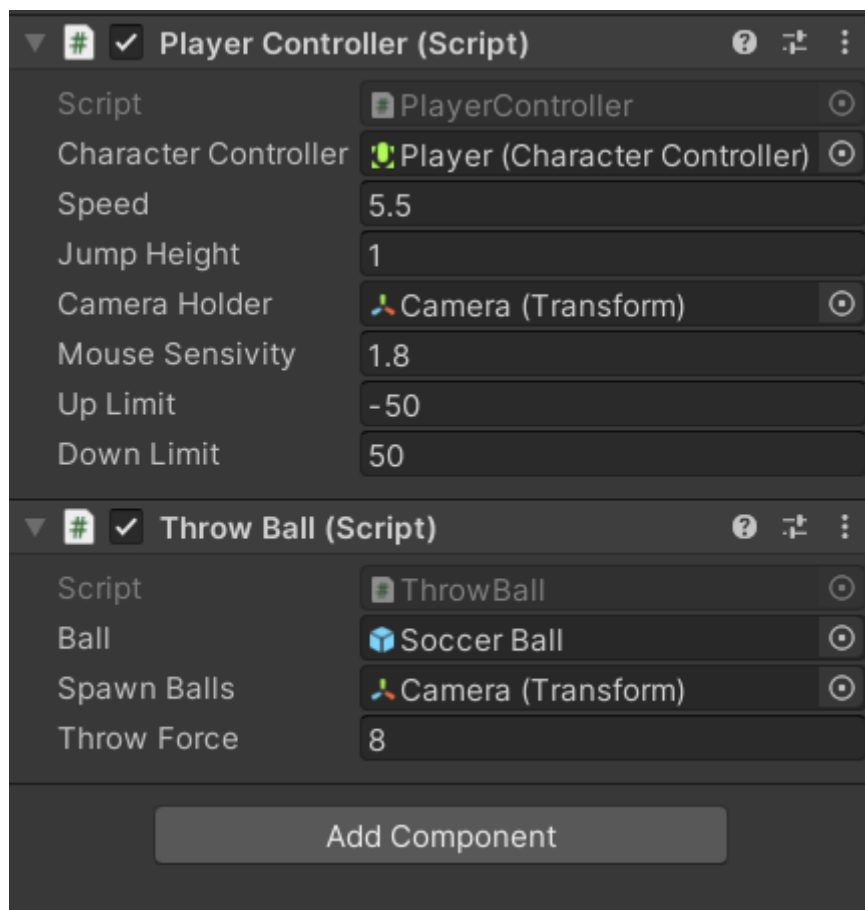 Player Controller (Script)
Script PlayerController
Character Controller Player (Character Controller)
Speed 5.5
Jump Height 1
Camera Holder Camera (Transform)
Mouse Sensivity 1.8
Up Limit -50
Down Limit 50
Throw Ball (Script)
Script ThrowBall
Ball Soccer Ball
Spawn Balls Camera (Transform)
Throw Force 8
Add Component